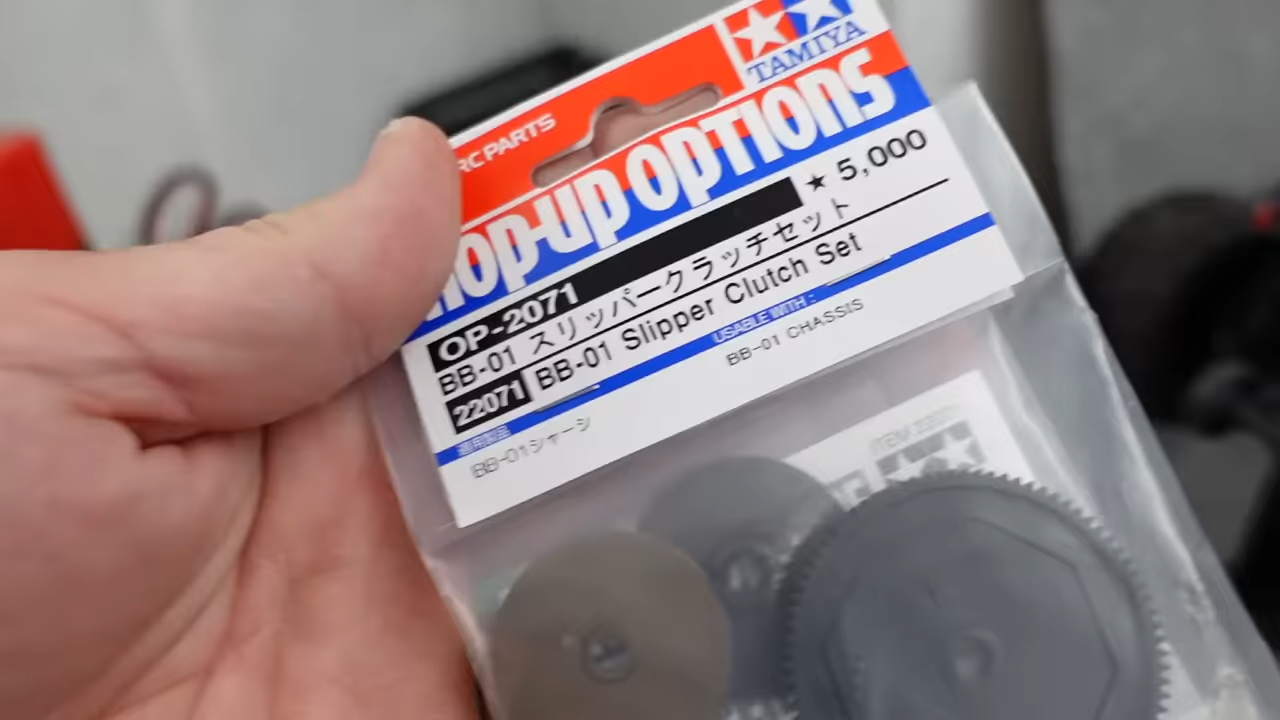 TAMIYA
RC PARTS
HOP-UP OPTIONS
OP-2071 ★ 5,000
BB-01 スリッパークラッチセット
22071 BB-01 Slipper Clutch Set
適用製品 USABLE WITH :
BB-01シャーシ BB-01 CHASSIS